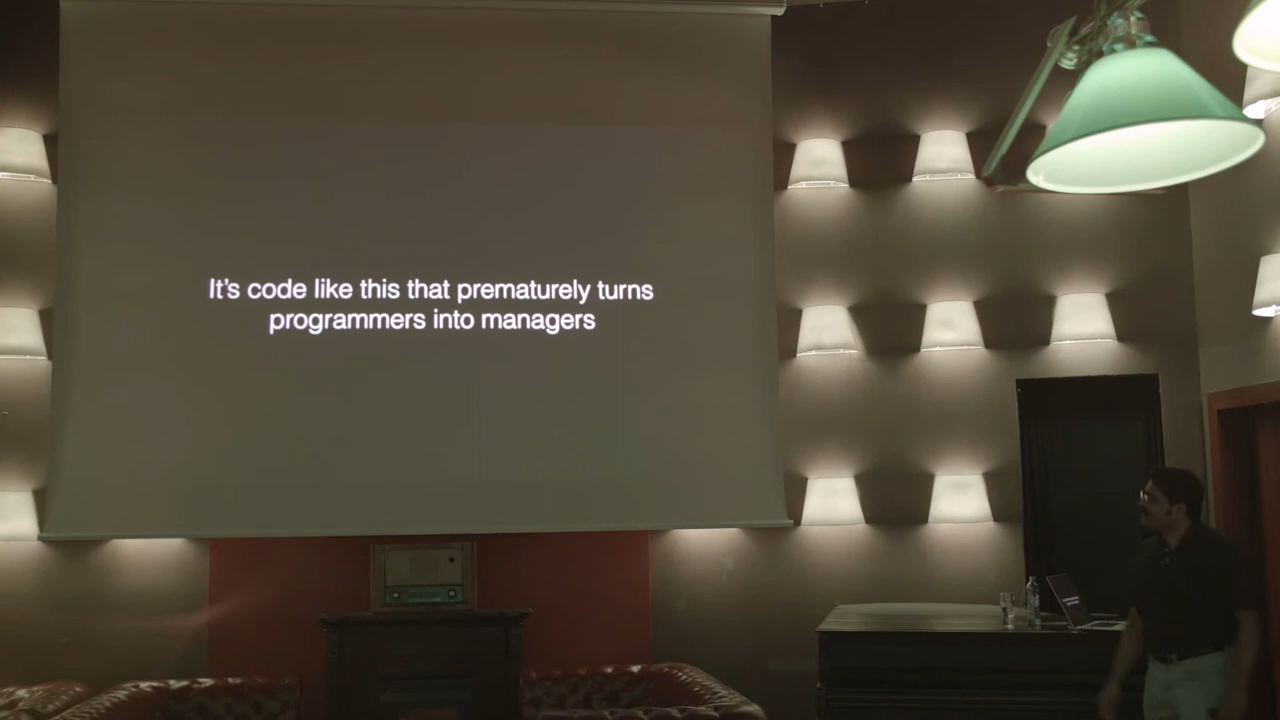 It's code like this that prematurely turns
programmers into managers